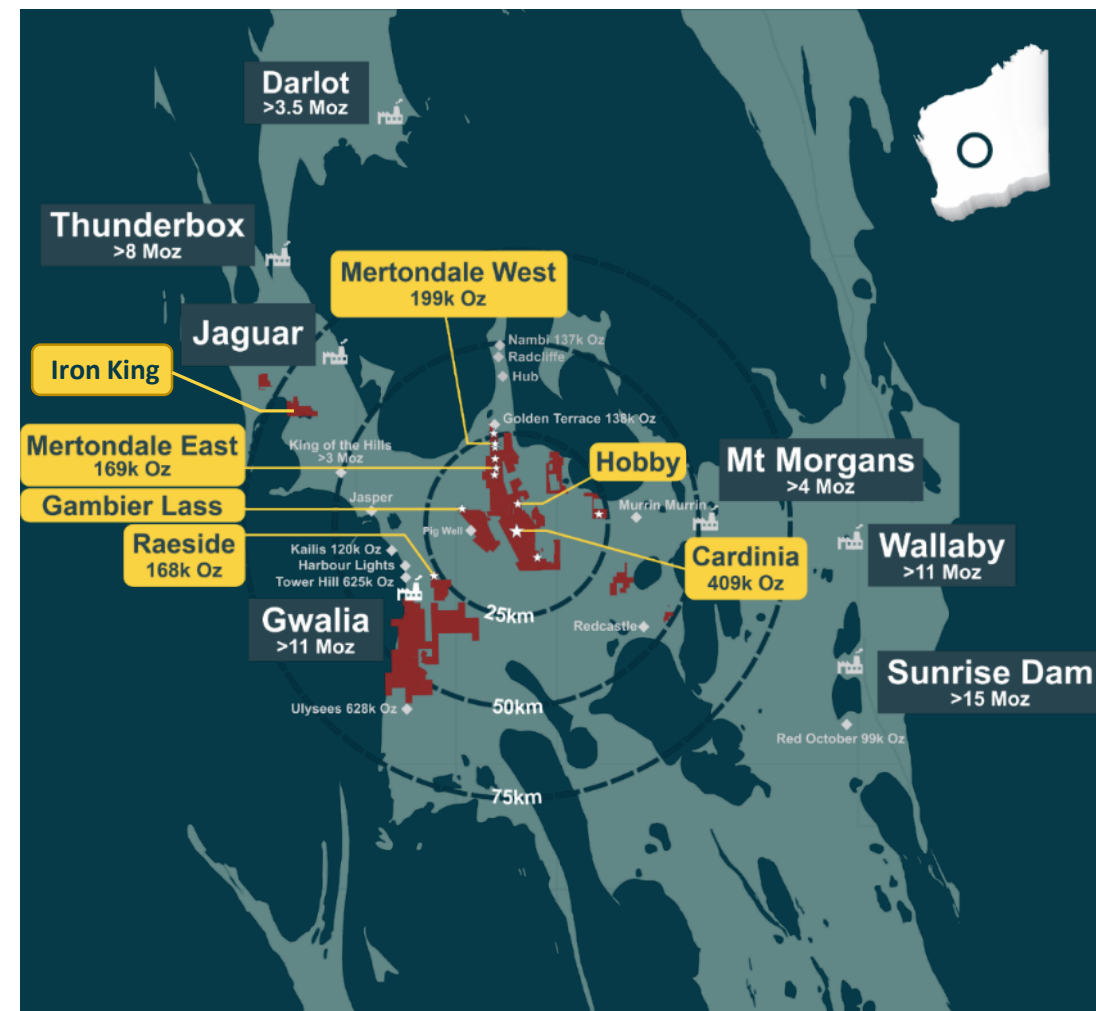 Darlot
>3.5 Moz
Thunderbox
>8 Moz
Mertondale West
199k Oz
Jaguar
Nambi 137k Oz
Radcliffe
Hub
Iron King
Golden Terrace 138k Oz
Mertondale East
169k Oz
King of the Hills
>3 Moz
Hobby
Mt Morgans
>4 Moz
Gambier Lass
Jasper
Murrin Murrin
Pig Well
Raeside
168k Oz
Kailis 120k Oz
Harbour Lights
Tower Hill 625k Oz
Cardinia
409k Oz
Wallaby
>11 Moz
Gwalia
>11 Moz
25km
Redcastle
Sunrise Dam
>15 Moz
Ulysees 628k Oz
50km
Red October 99k Oz
75km